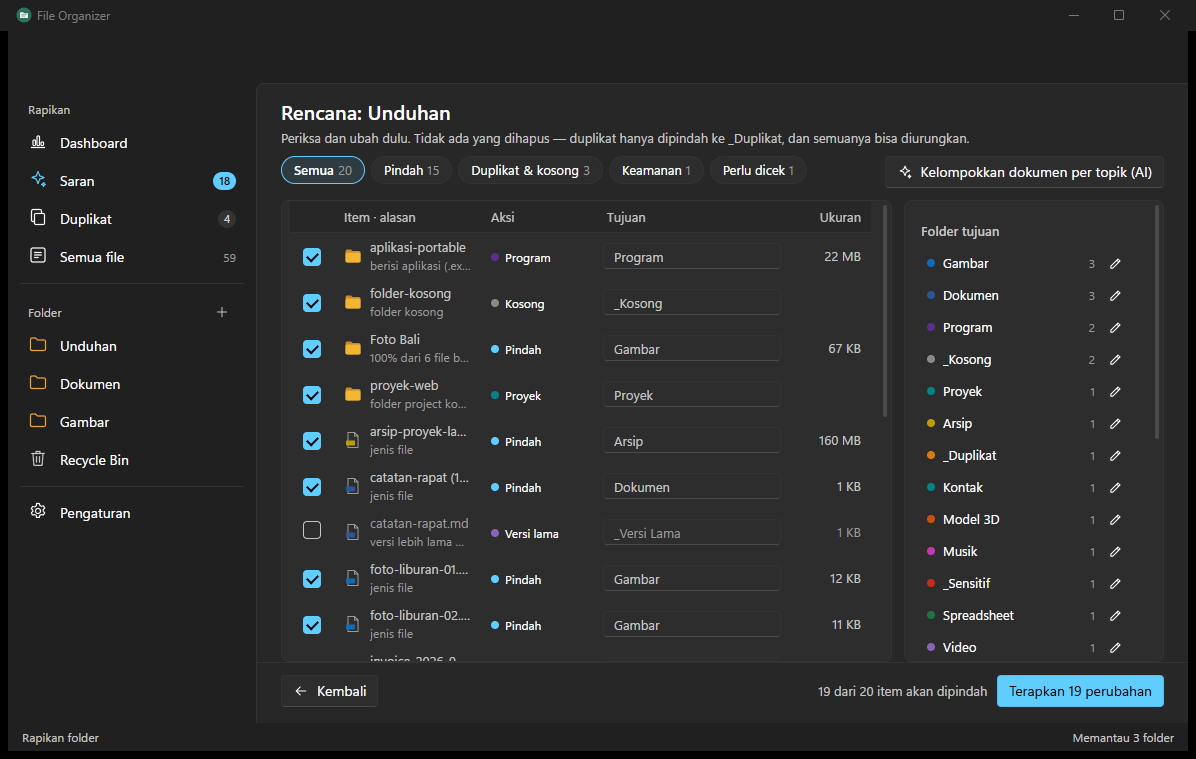 File Organizer
Rapikan
Dashboard
Saran 18
Duplikat 4
Semua file 59
Folder
Unduhan
Dokumen
Gambar
Recycle Bin
Pengaturan
Rencana: Unduhan
Periksa dan ubah dulu. Tidak ada yang dihapus — duplikat hanya dipindah ke _Duplikat, dan semuanya bisa diurungkan.
Semua 20 Pindah 15 Duplikat & kosong 3 Keamanan 1 Perlu dicek 1
Kelompokkan dokumen per topik (AI)
Item · alasan Aksi Tujuan Ukuran
aplikasi-portable
berisi aplikasi (.ex... Program Program 22 MB
folder-kosong
folder kosong Kosong _Kosong
Foto Bali
100% dari 6 file b... Pindah Gambar 67 KB
proyek-web
folder project ko... Proyek Proyek
arsip-proyek-la...
jenis file Pindah Arsip 160 MB
catatan-rapat (1...
jenis file Pindah Dokumen 1 KB
catatan-rapat.md
versi lebih lama ... Versi lama _Versi Lama 1 KB
foto-liburan-01....
jenis file Pindah Gambar 12 KB
foto-liburan-02....
jenis file Pindah Gambar 11 KB
Folder tujuan
Gambar 3
Dokumen 3
Program 2
_Kosong 2
Proyek 1
Arsip 1
_Duplikat 1
Kontak 1
Model 3D 1
Musik 1
_Sensitif 1
Spreadsheet 1
Video 1
Kembali
19 dari 20 item akan dipindah
Terapkan 19 perubahan
Rapikan folder
Memantau 3 folder